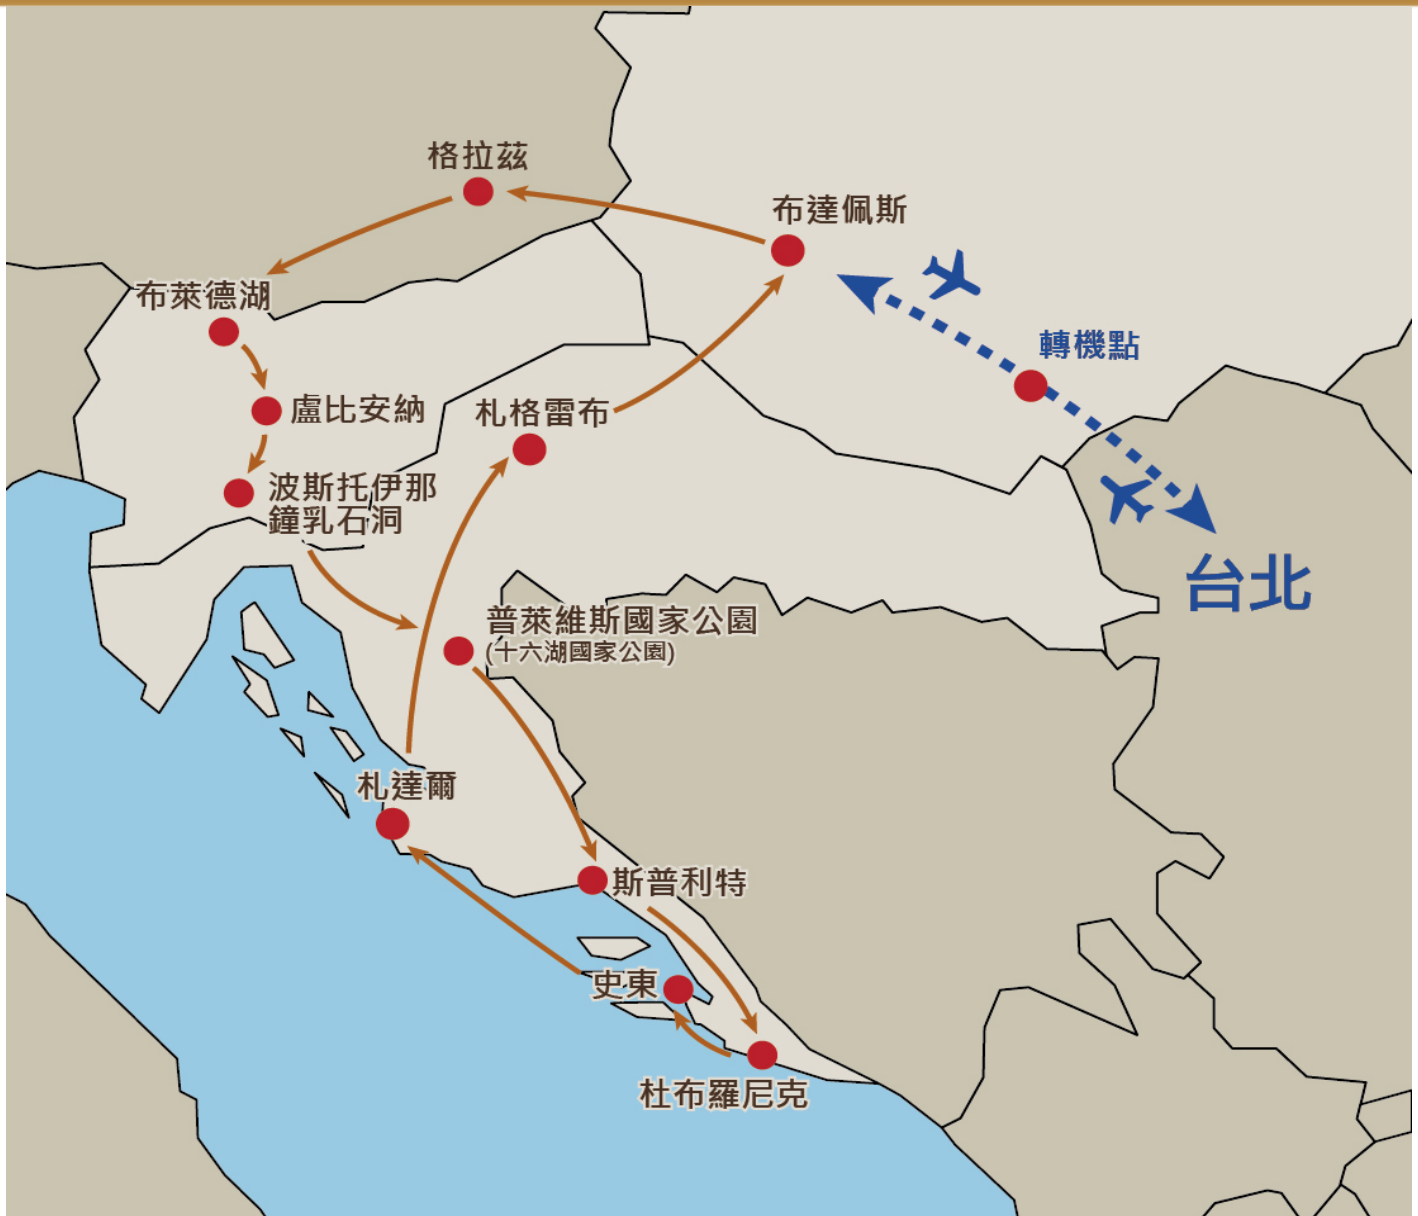 格拉茲
布達佩斯
布萊德湖
轉機點
盧比安納
札格雷布
波斯托伊那
鐘乳石洞
台北
普萊維斯國家公園
(十六湖國家公園)
札達爾
斯普利特
史東
杜布羅尼克